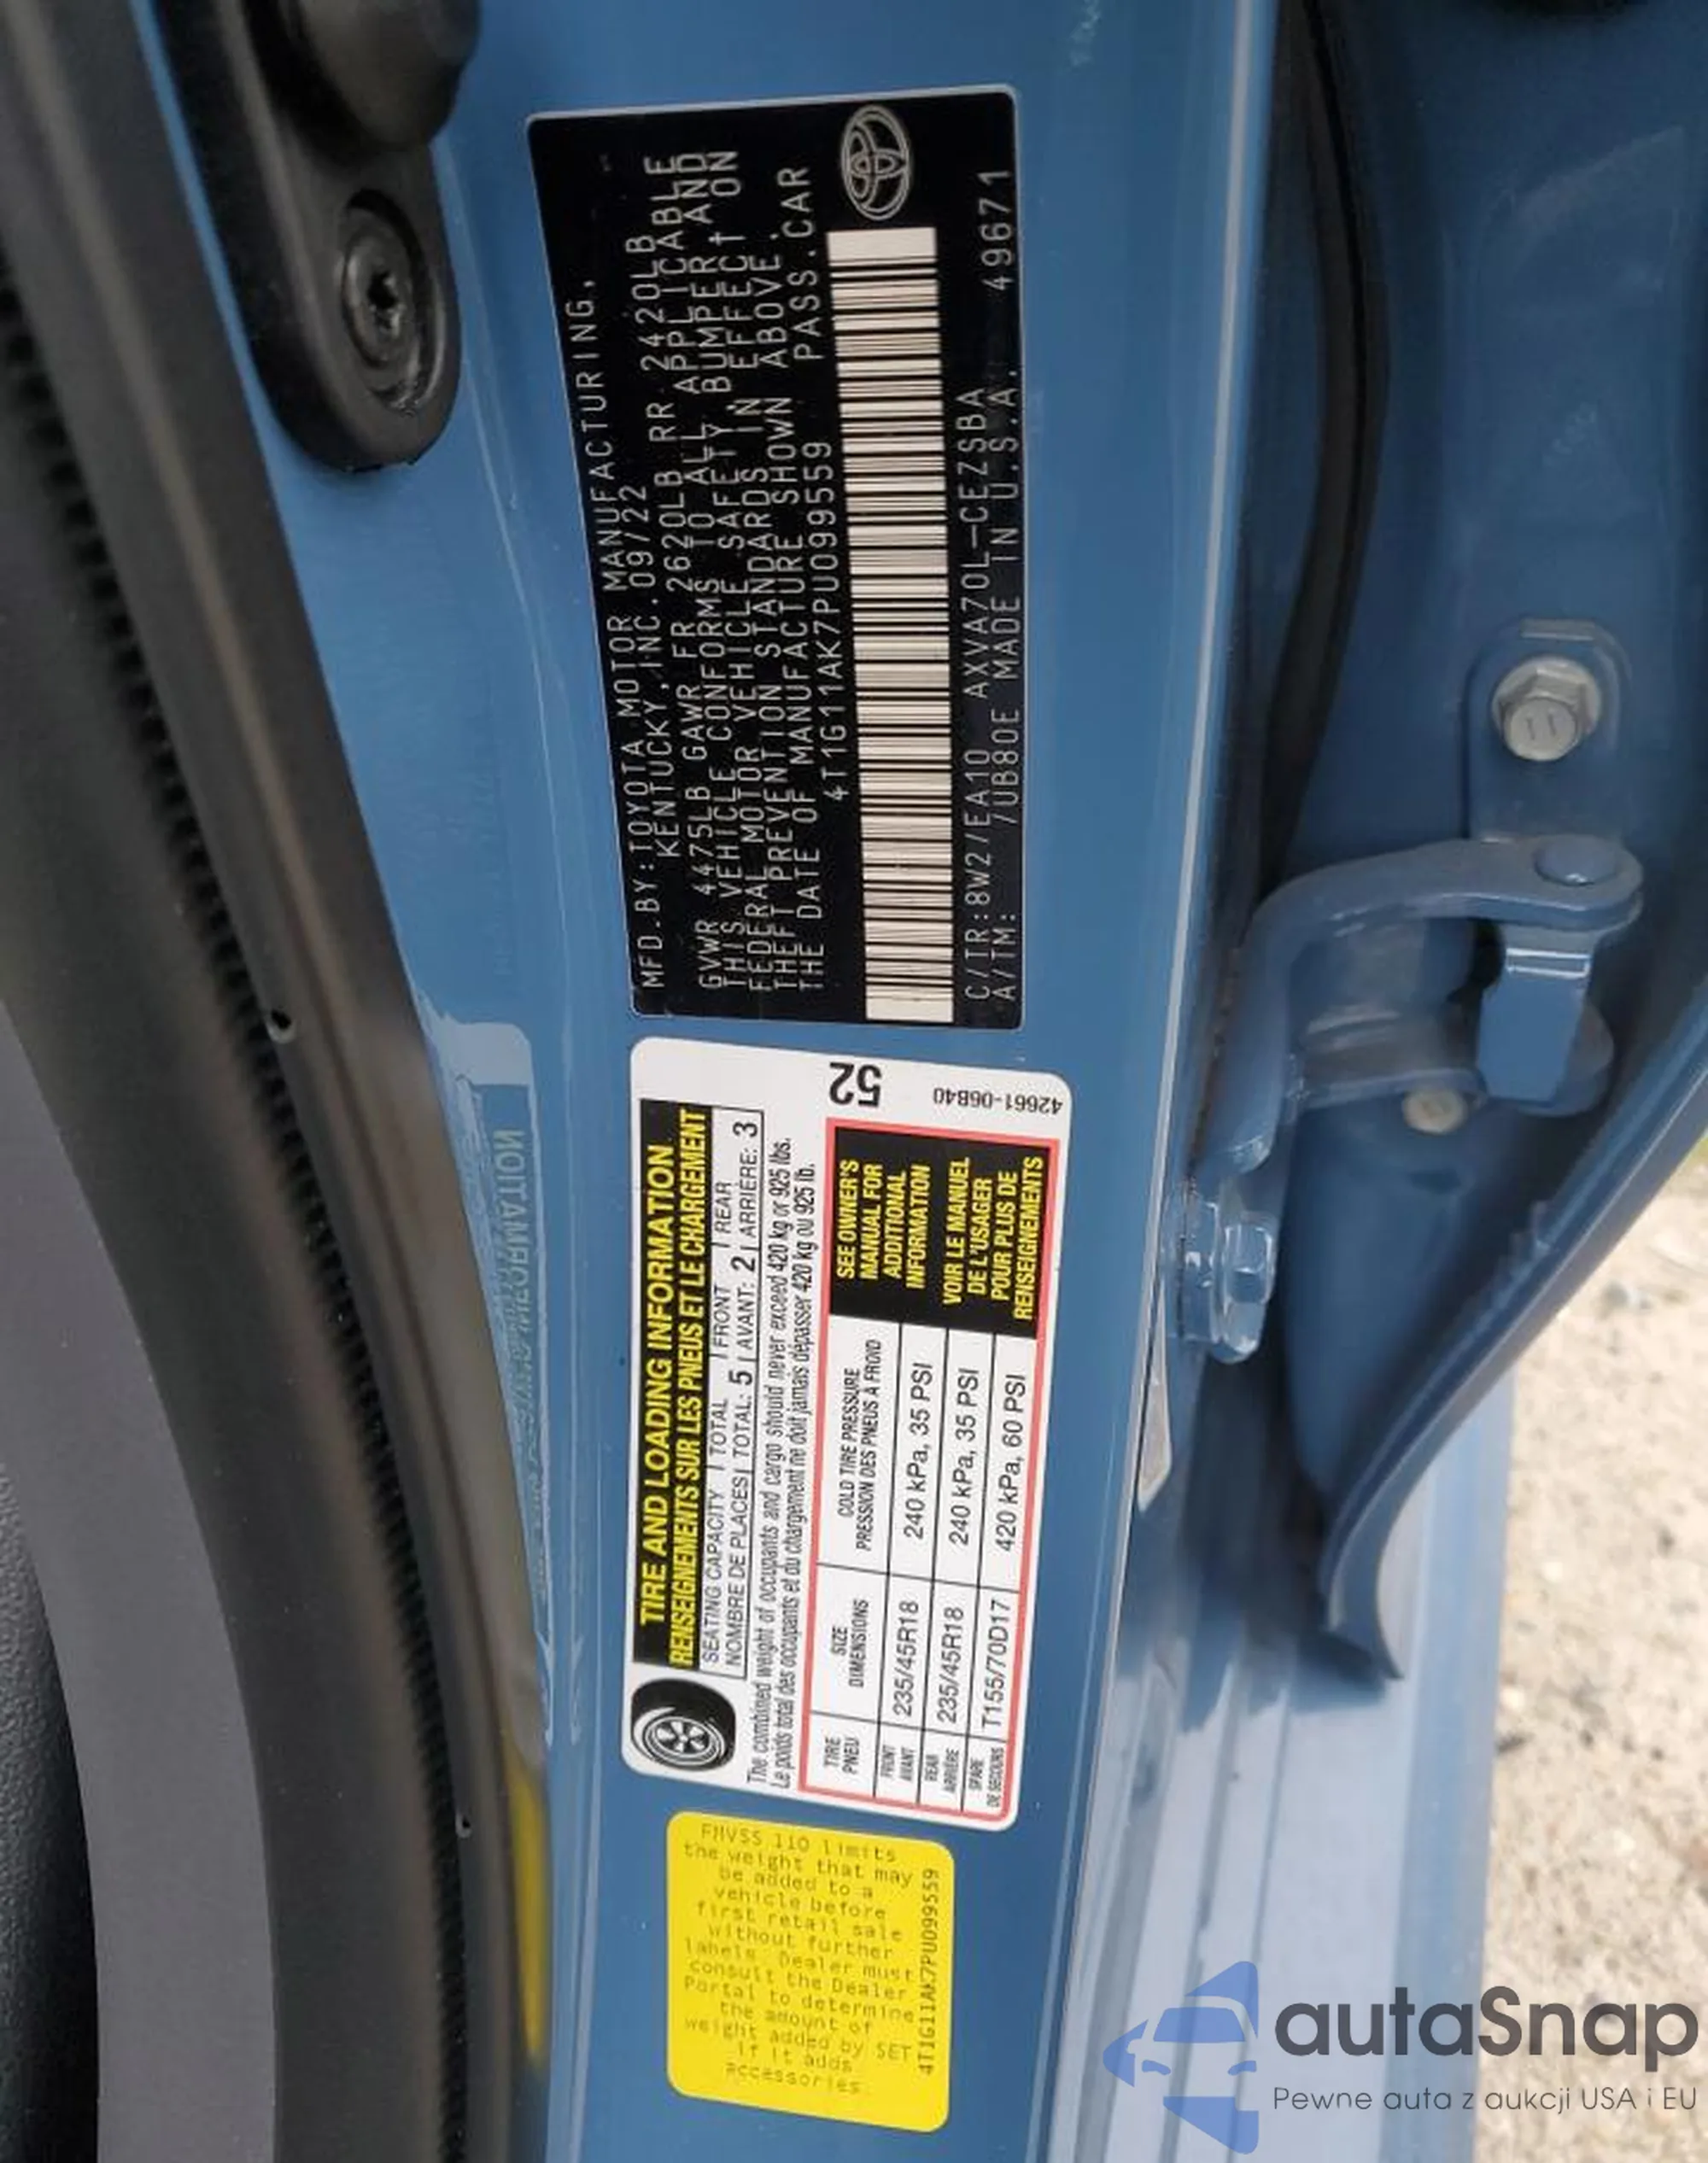 MFD.BY:TOYOTA MOTOR MANUFACTURING,
KENTUCKY,INC.09/22
GVWR 4475LB GAWR FR 2620LB RR 2420LB
THIS VEHICLE CONFORMS TO ALL APPLICABLE
FEDERAL MOTOR VEHICLE SAFETY BUMPER, AND
THEFT PREVENTION STANDARDS IN EFFECT ON
THE DATE OF MANUFACTURE SHOWN ABOVE.
4T1G11AK7PU099559 PASS.CAR
C/TR:8W2/EA10 AXVA70L-CEZSBA
A/TM: /UB80E MADE IN U.S.A. 49671
TIRE AND LOADING INFORMATION
RENSEIGNEMENTS SUR LES PNEUS ET LE CHARGEMENT
SEATING CAPACITY TOTAL FRONT REAR
NOMBRE DE PLACES TOTAL: 5 AVANT: 2 ARRIÈRE: 3
The combined weight of occupants and cargo should never exceed 420 kg or 925 lbs.
Le poids total des occupants et du chargement ne doit jamais dépasser 420 kg ou 925 lb.
52
42661-06B40
TIRE
PNEU
SIZE
DIMENSIONS
COLD TIRE PRESSURE
PRESSION DES PNEUS À FROID
FRONT
AVANT
235/45R18
240 kPa, 35 PSI
REAR
ARRIÈRE
235/45R18
240 kPa, 35 PSI
SPARE
DE SECOURS
T155/70D17
420 kPa, 60 PSI
SEE OWNER'S
MANUAL FOR
ADDITIONAL
INFORMATION
VOIR LE MANUEL
DE L'USAGER
POUR PLUS DE
RENSEIGNEMENTS
FMVSS 110 limits
the weight that may
be added to a
vehicle before
first retail sale
without further
labels. Dealer must
consult the Dealer
Portal to determine
the amount of
weight added by SET
if it adds
accessories.
4T1G11AK7PU099559
autaSnap
Pewne auta z aukcji USA i EU